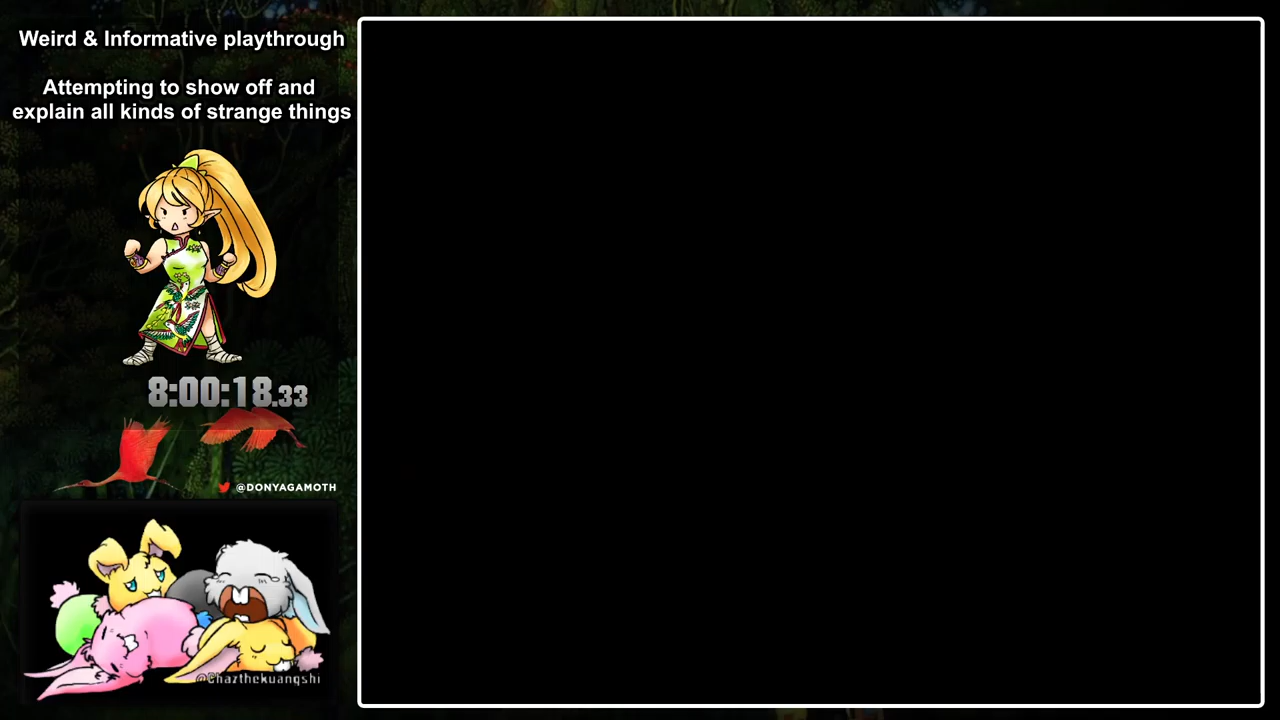 Weird & Informative playthrough
Attempting to show off and
explain all kinds of strange things
8:00:18.33
@DONYAGAMOTH
@Chazthekuangshi